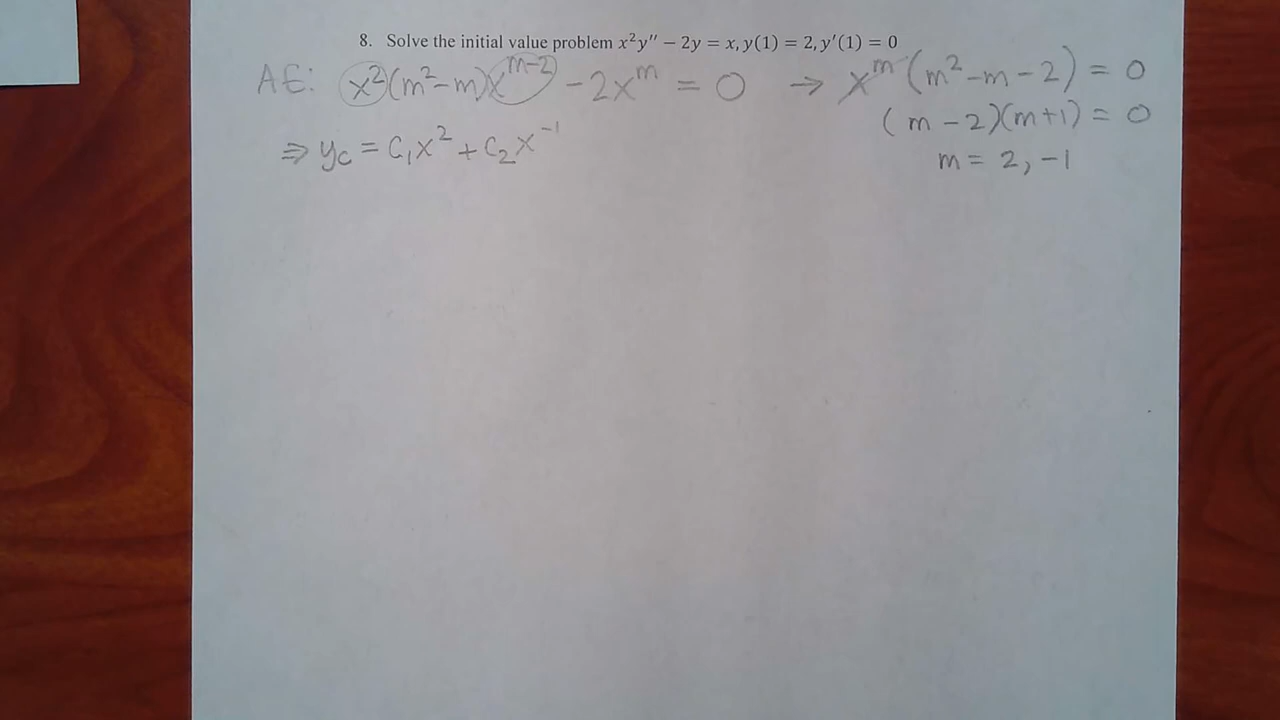 8. Solve the initial value problem x²y″ − 2y = x, y(1) = 2, y′(1) = 0
AE: x²(m²−m)x^{m−2} − 2x^m = 0 → x^m(m²−m−2) = 0
(m−2)(m+1) = 0
⇒ y_c = c₁x² + c₂x⁻¹
m = 2, −1